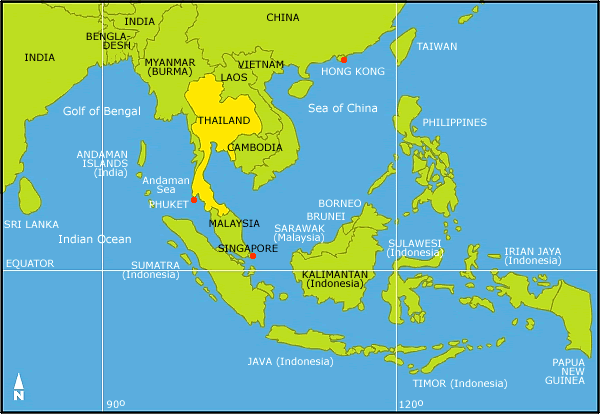 CHINA
INDIA
BENGLA-
DESH
TAIWAN
INDIA
MYANMAR
(BURMA)
VIETNAM
LAOS
HONG KONG
Golf of Bengal
Sea of China
THAILAND
PHILIPPINES
CAMBODIA
ANDAMAN
ISLANDS
(India)
Andaman
Sea
PHUKET
BORNEO
SRI LANKA
MALAYSIA
BRUNEI
SARAWAK
(Malaysia)
Indian Ocean
SINGAPORE
SULAWESI
(Indonesia)
IRIAN JAYA
(Indonesia)
EQUATOR
SUMATRA
(Indonesia)
KALIMANTAN
(Indonesia)
JAVA (Indonesia)
PAPUA
NEW
GUINEA
TIMOR (Indonesia)
N
90º
120º